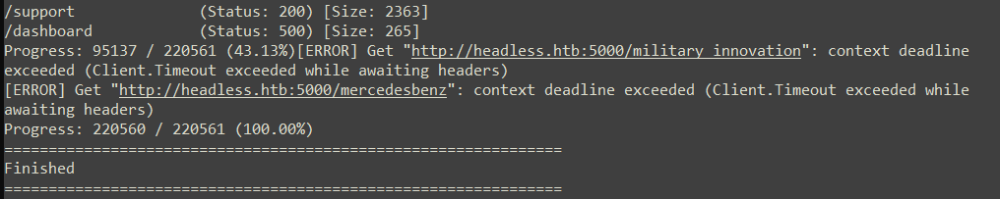 /support              (Status: 200) [Size: 2363]
/dashboard            (Status: 500) [Size: 265]
Progress: 95137 / 220561 (43.13%)[ERROR] Get "http://headless.htb:5000/military_innovation": context deadline
exceeded (Client.Timeout exceeded while awaiting headers)
[ERROR] Get "http://headless.htb:5000/mercedesbenz": context deadline exceeded (Client.Timeout exceeded while
awaiting headers)
Progress: 220560 / 220561 (100.00%)
===============================================================
Finished
===============================================================